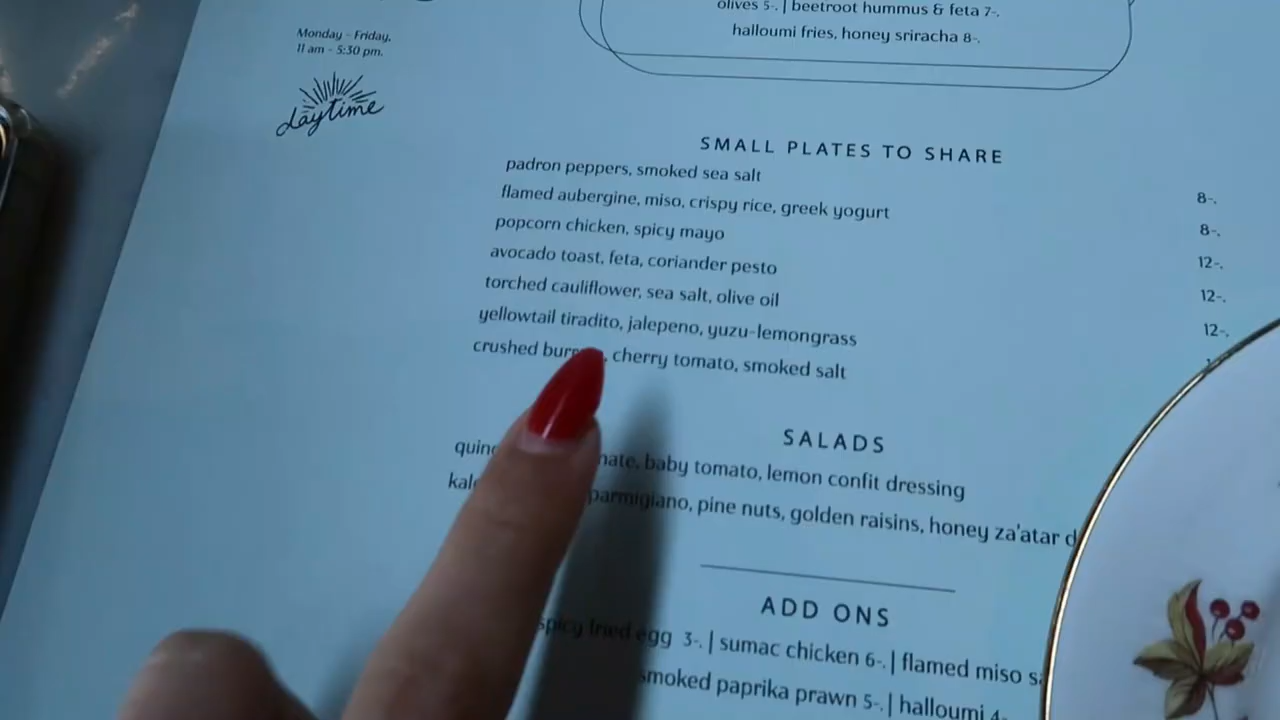 olives 5-. | beetroot hummus & feta 7-.
halloumi fries, honey sriracha 8-.
Monday - Friday,
11 am - 5:30 pm.
daytime
SMALL PLATES TO SHARE
padron peppers, smoked sea salt 8-.
flamed aubergine, miso, crispy rice, greek yogurt 8-.
popcorn chicken, spicy mayo 12-.
avocado toast, feta, coriander pesto 12-.
torched cauliflower, sea salt, olive oil 12-.
yellowtail tiradito, jalepeno, yuzu-lemongrass
crushed cherry tomato, smoked salt
SALADS
baby tomato, lemon confit dressing
parmigiano, pine nuts, golden raisins, honey za'atar
ADD ONS
spicy fried egg 3-. | sumac chicken 6-. | flamed miso
smoked paprika prawn 5-. | halloumi